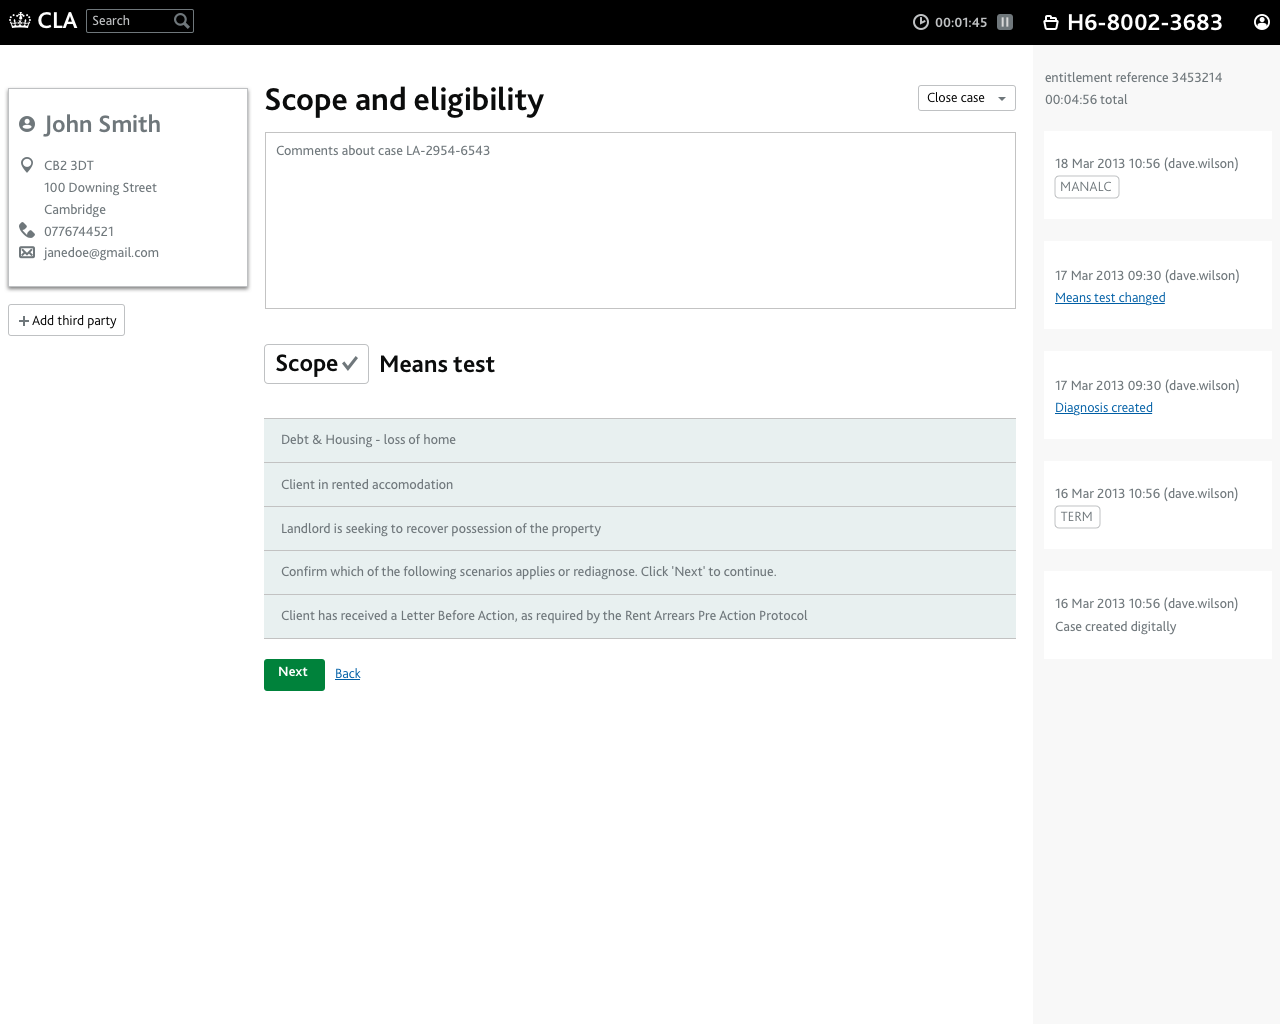 CLA
Search
00:01:45
H6-8002-3683
John Smith
CB2 3DT
100 Downing Street
Cambridge
0776744521
janedoe@gmail.com
Add third party
Scope and eligibility
Close case
Comments about case LA-2954-6543
Scope
Means test
Debt & Housing - loss of home
Client in rented accomodation
Landlord is seeking to recover possession of the property
Confirm which of the following scenarios applies or rediagnose. Click 'Next' to continue.
Client has received a Letter Before Action, as required by the Rent Arrears Pre Action Protocol
Next
Back
entitlement reference 3453214
00:04:56 total
18 Mar 2013 10:56 (dave.wilson)
MANALC
17 Mar 2013 09:30 (dave.wilson)
Means test changed
17 Mar 2013 09:30 (dave.wilson)
Diagnosis created
16 Mar 2013 10:56 (dave.wilson)
TERM
16 Mar 2013 10:56 (dave.wilson)
Case created digitally